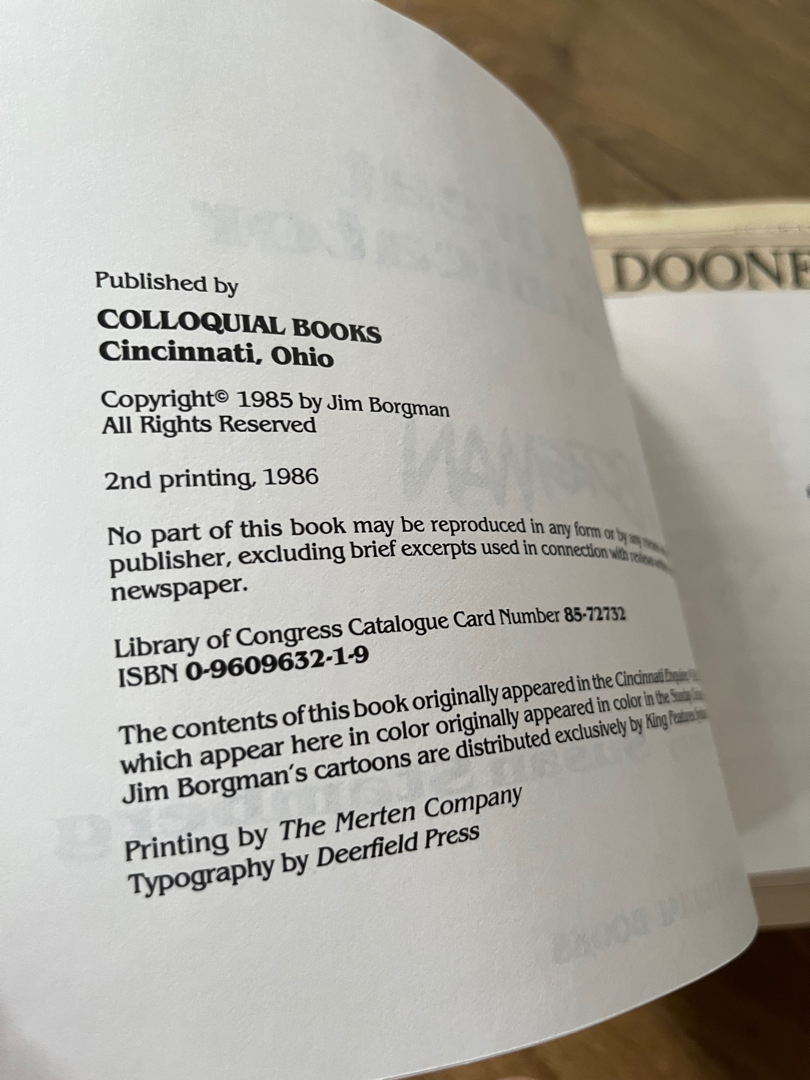 Published by
COLLOQUIAL BOOKS
Cincinnati, Ohio
Copyright© 1985 by Jim Borgman
All Rights Reserved
2nd printing, 1986
No part of this book may be reproduced in any form or by any
publisher, excluding brief excerpts used in connection with
newspaper.
Library of Congress Catalogue Card Number 85-72732
ISBN 0-9609632-1-9
The contents of this book originally appeared in the Cincinnati
which appear here in color originally appeared in color in the
Jim Borgman's cartoons are distributed exclusively by King
Printing by The Merten Company
Typography by Deerfield Press
DOONE